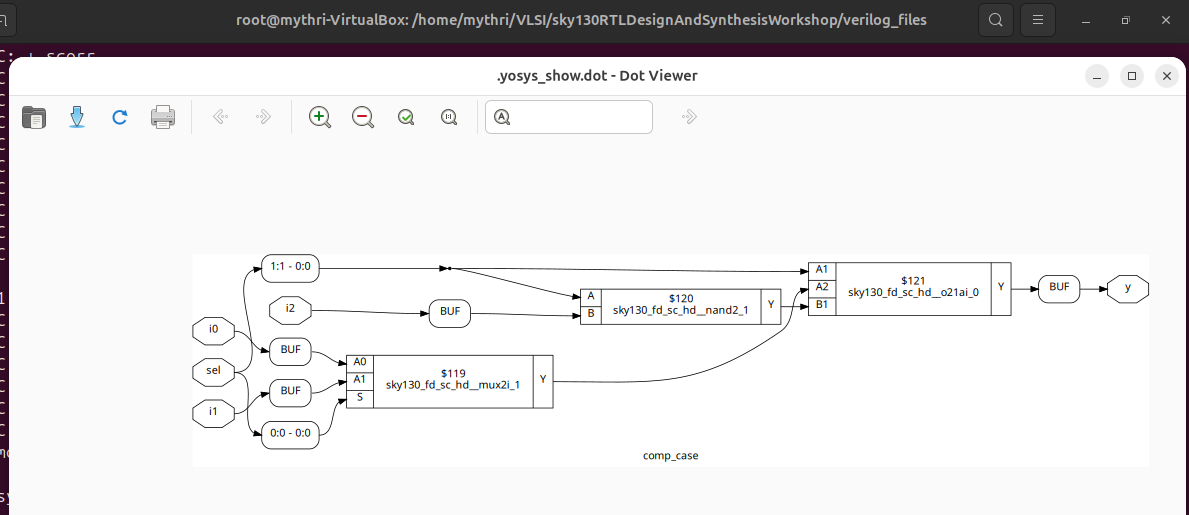 root@mythri-VirtualBox: /home/mythri/VLSI/sky130RTLDesignAndSynthesisWorkshop/verilog_files
.yosys_show.dot - Dot Viewer
1:1 - 0:0
i2
BUF
i0
sel
i1
BUF
BUF
0:0 - 0:0
A0
A1
S
$119
sky130_fd_sc_hd__mux2i_1
Y
A
B
$120
sky130_fd_sc_hd__nand2_1
Y
A1
A2
B1
$121
sky130_fd_sc_hd__o21ai_0
Y
BUF
y
comp_case